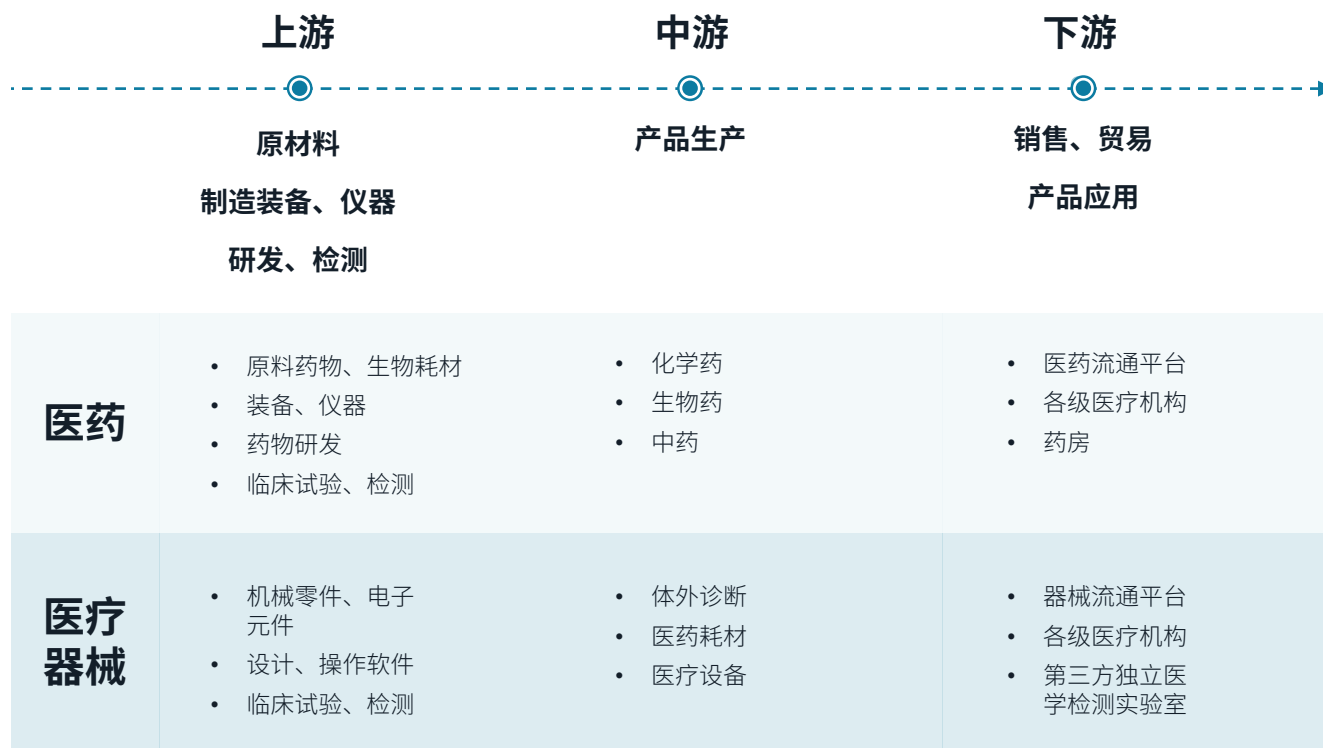 上游
中游
下游
原材料
制造装备、仪器
研发、检测
产品生产
销售、贸易
产品应用
医药
• 原料药物、生物耗材
• 装备、仪器
• 药物研发
• 临床试验、检测
• 化学药
• 生物药
• 中药
• 医药流通平台
• 各级医疗机构
• 药房
医疗
器械
• 机械零件、电子
元件
• 设计、操作软件
• 临床试验、检测
• 体外诊断
• 医药耗材
• 医疗设备
• 器械流通平台
• 各级医疗机构
• 第三方独立医
学检测实验室